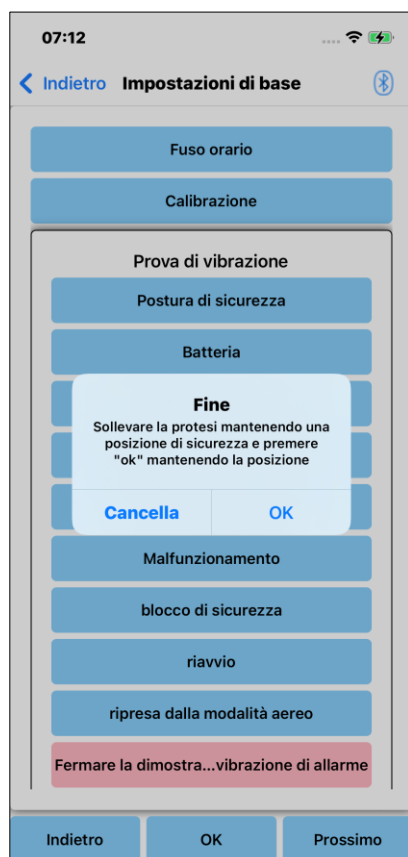 07:12
Indietro Impostazioni di base
Fuso orario
Calibrazione
Prova di vibrazione
Postura di sicurezza
Batteria
Fine
Sollevare la protesi mantenendo una
posizione di sicurezza e premere
"ok" mantenendo la posizione
Cancella OK
Malfunzionamento
blocco di sicurezza
riavvio
ripresa dalla modalità aereo
Fermare la dimostra...vibrazione di allarme
Indietro OK Prossimo